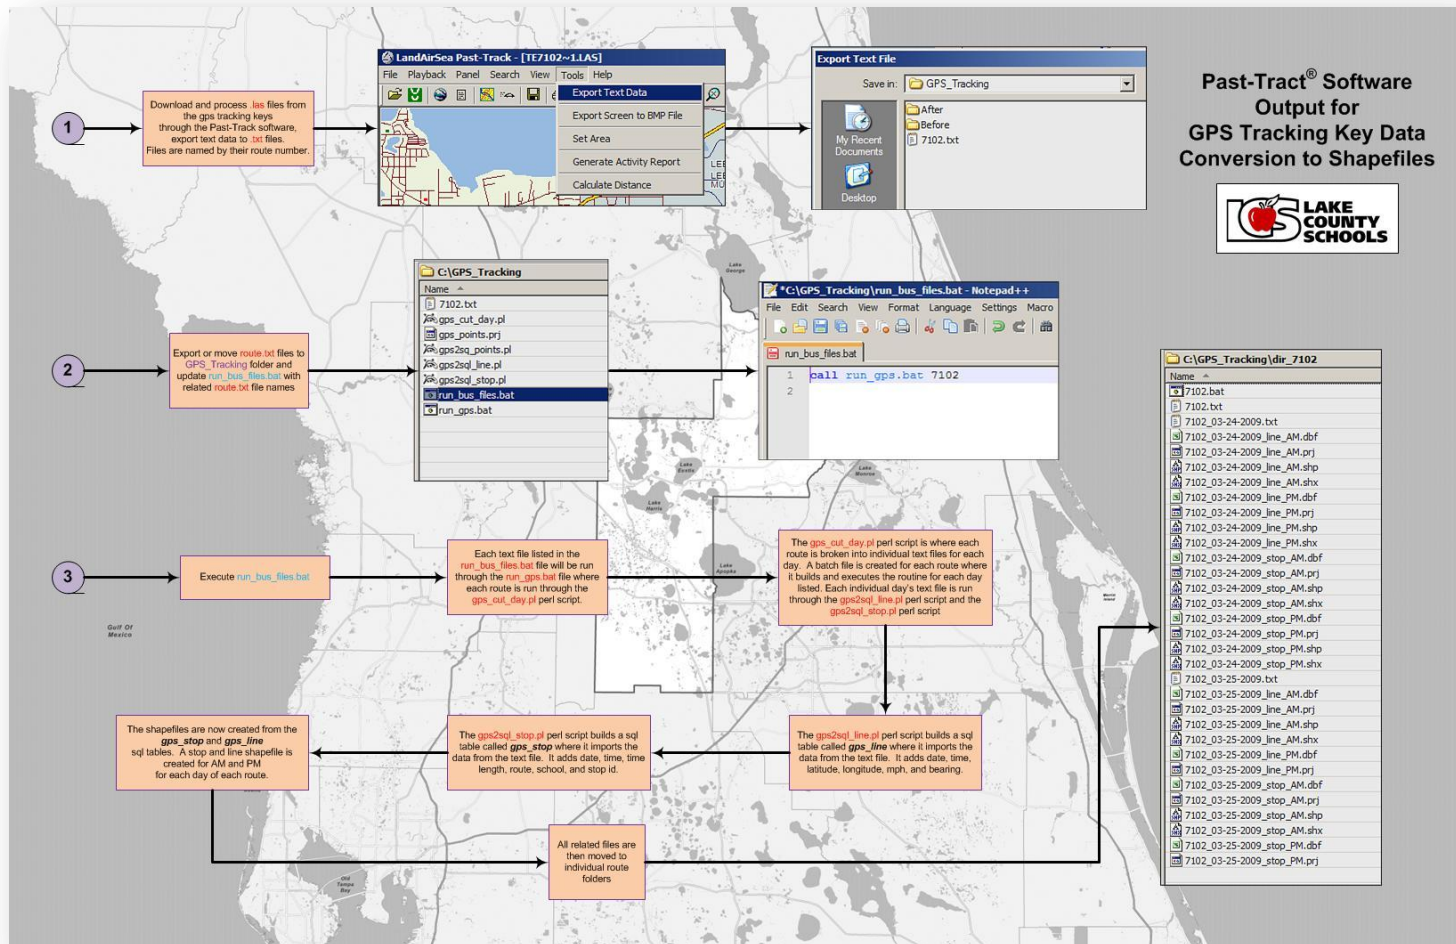 Past-Tract® Software
Output for
GPS Tracking Key Data
Conversion to Shapefiles
LCS LAKE
COUNTY
SCHOOLS
1
Download and process .las files from
the gps tracking keys
through the Past-Track software,
export text data to .txt files.
Files are named by their route number.
LandAirSea Past-Track - [TE7102~1.LAS]
File Playback Panel Search View Tools Help
Export Text Data
Export Screen to BMP File
Set Area
Generate Activity Report
Calculate Distance
LEE
LEE
MU
Export Text File
Save in: GPS_Tracking
My Recent
Documents
Desktop
After
Before
7102.txt
2
Export or move route.txt files to
GPS_Tracking folder and
update run_bus_files.bat with
related route.txt file names
C:\GPS_Tracking
Name
7102.txt
gps_cut_day.pl
gps_points.prj
gps2sq_points.pl
gps2sql_line.pl
gps2sql_stop.pl
run_bus_files.bat
run_gps.bat
*C:\GPS_Tracking\run_bus_files.bat - Notepad++
File Edit Search View Format Language Settings Macro
run_bus_files.bat
1 call run_gps.bat 7102
2
3
Execute run_bus_files.bat
Each text file listed in the
run_bus_files.bat file will be run
through the run_gps.bat file where
each route is run through the
gps_cut_day.pl perl script.
The gps_cut_day.pl perl script is where each
route is broken into individual text files for each
day. A batch file is created for each route where
it builds and executes the routine for each day
listed. Each individual day's text file is run
through the gps2sql_line.pl perl script and the
gps2sql_stop.pl perl script
The gps2sql_line.pl perl script builds a sql
table called gps_line where it imports the
data from the text file. It adds date, time,
latitude, longitude, mph, and bearing.
The gps2sql_stop.pl perl script builds a sql
table called gps_stop where it imports the
data from the text file. It adds date, time, time
length, route, school, and stop id.
The shapefiles are now created from the
gps_stop and gps_line
sql tables. A stop and line shapefile is
created for AM and PM
for each day of each route.
All related files are
then moved to
individual route
folders
C:\GPS_Tracking\dir_7102
Name
7102.bat
7102.txt
7102_03-24-2009.txt
7102_03-24-2009_line_AM.dbf
7102_03-24-2009_line_AM.prj
7102_03-24-2009_line_AM.shp
7102_03-24-2009_line_AM.shx
7102_03-24-2009_line_PM.dbf
7102_03-24-2009_line_PM.prj
7102_03-24-2009_line_PM.shp
7102_03-24-2009_line_PM.shx
7102_03-24-2009_stop_AM.dbf
7102_03-24-2009_stop_AM.prj
7102_03-24-2009_stop_AM.shp
7102_03-24-2009_stop_AM.shx
7102_03-24-2009_stop_PM.dbf
7102_03-24-2009_stop_PM.prj
7102_03-24-2009_stop_PM.shp
7102_03-24-2009_stop_PM.shx
7102_03-25-2009.txt
7102_03-25-2009_line_AM.dbf
7102_03-25-2009_line_AM.prj
7102_03-25-2009_line_AM.shp
7102_03-25-2009_line_AM.shx
7102_03-25-2009_line_PM.dbf
7102_03-25-2009_line_PM.prj
7102_03-25-2009_stop_AM.dbf
7102_03-25-2009_stop_AM.prj
7102_03-25-2009_stop_AM.shp
7102_03-25-2009_stop_AM.shx
7102_03-25-2009_stop_PM.dbf
7102_03-25-2009_stop_PM.prj
Lake
George
Lake
Eustis
Lake
Harris
Lake
Monroe
Lake
Apopka
Gulf Of
Mexico
Old
Tampa
Bay